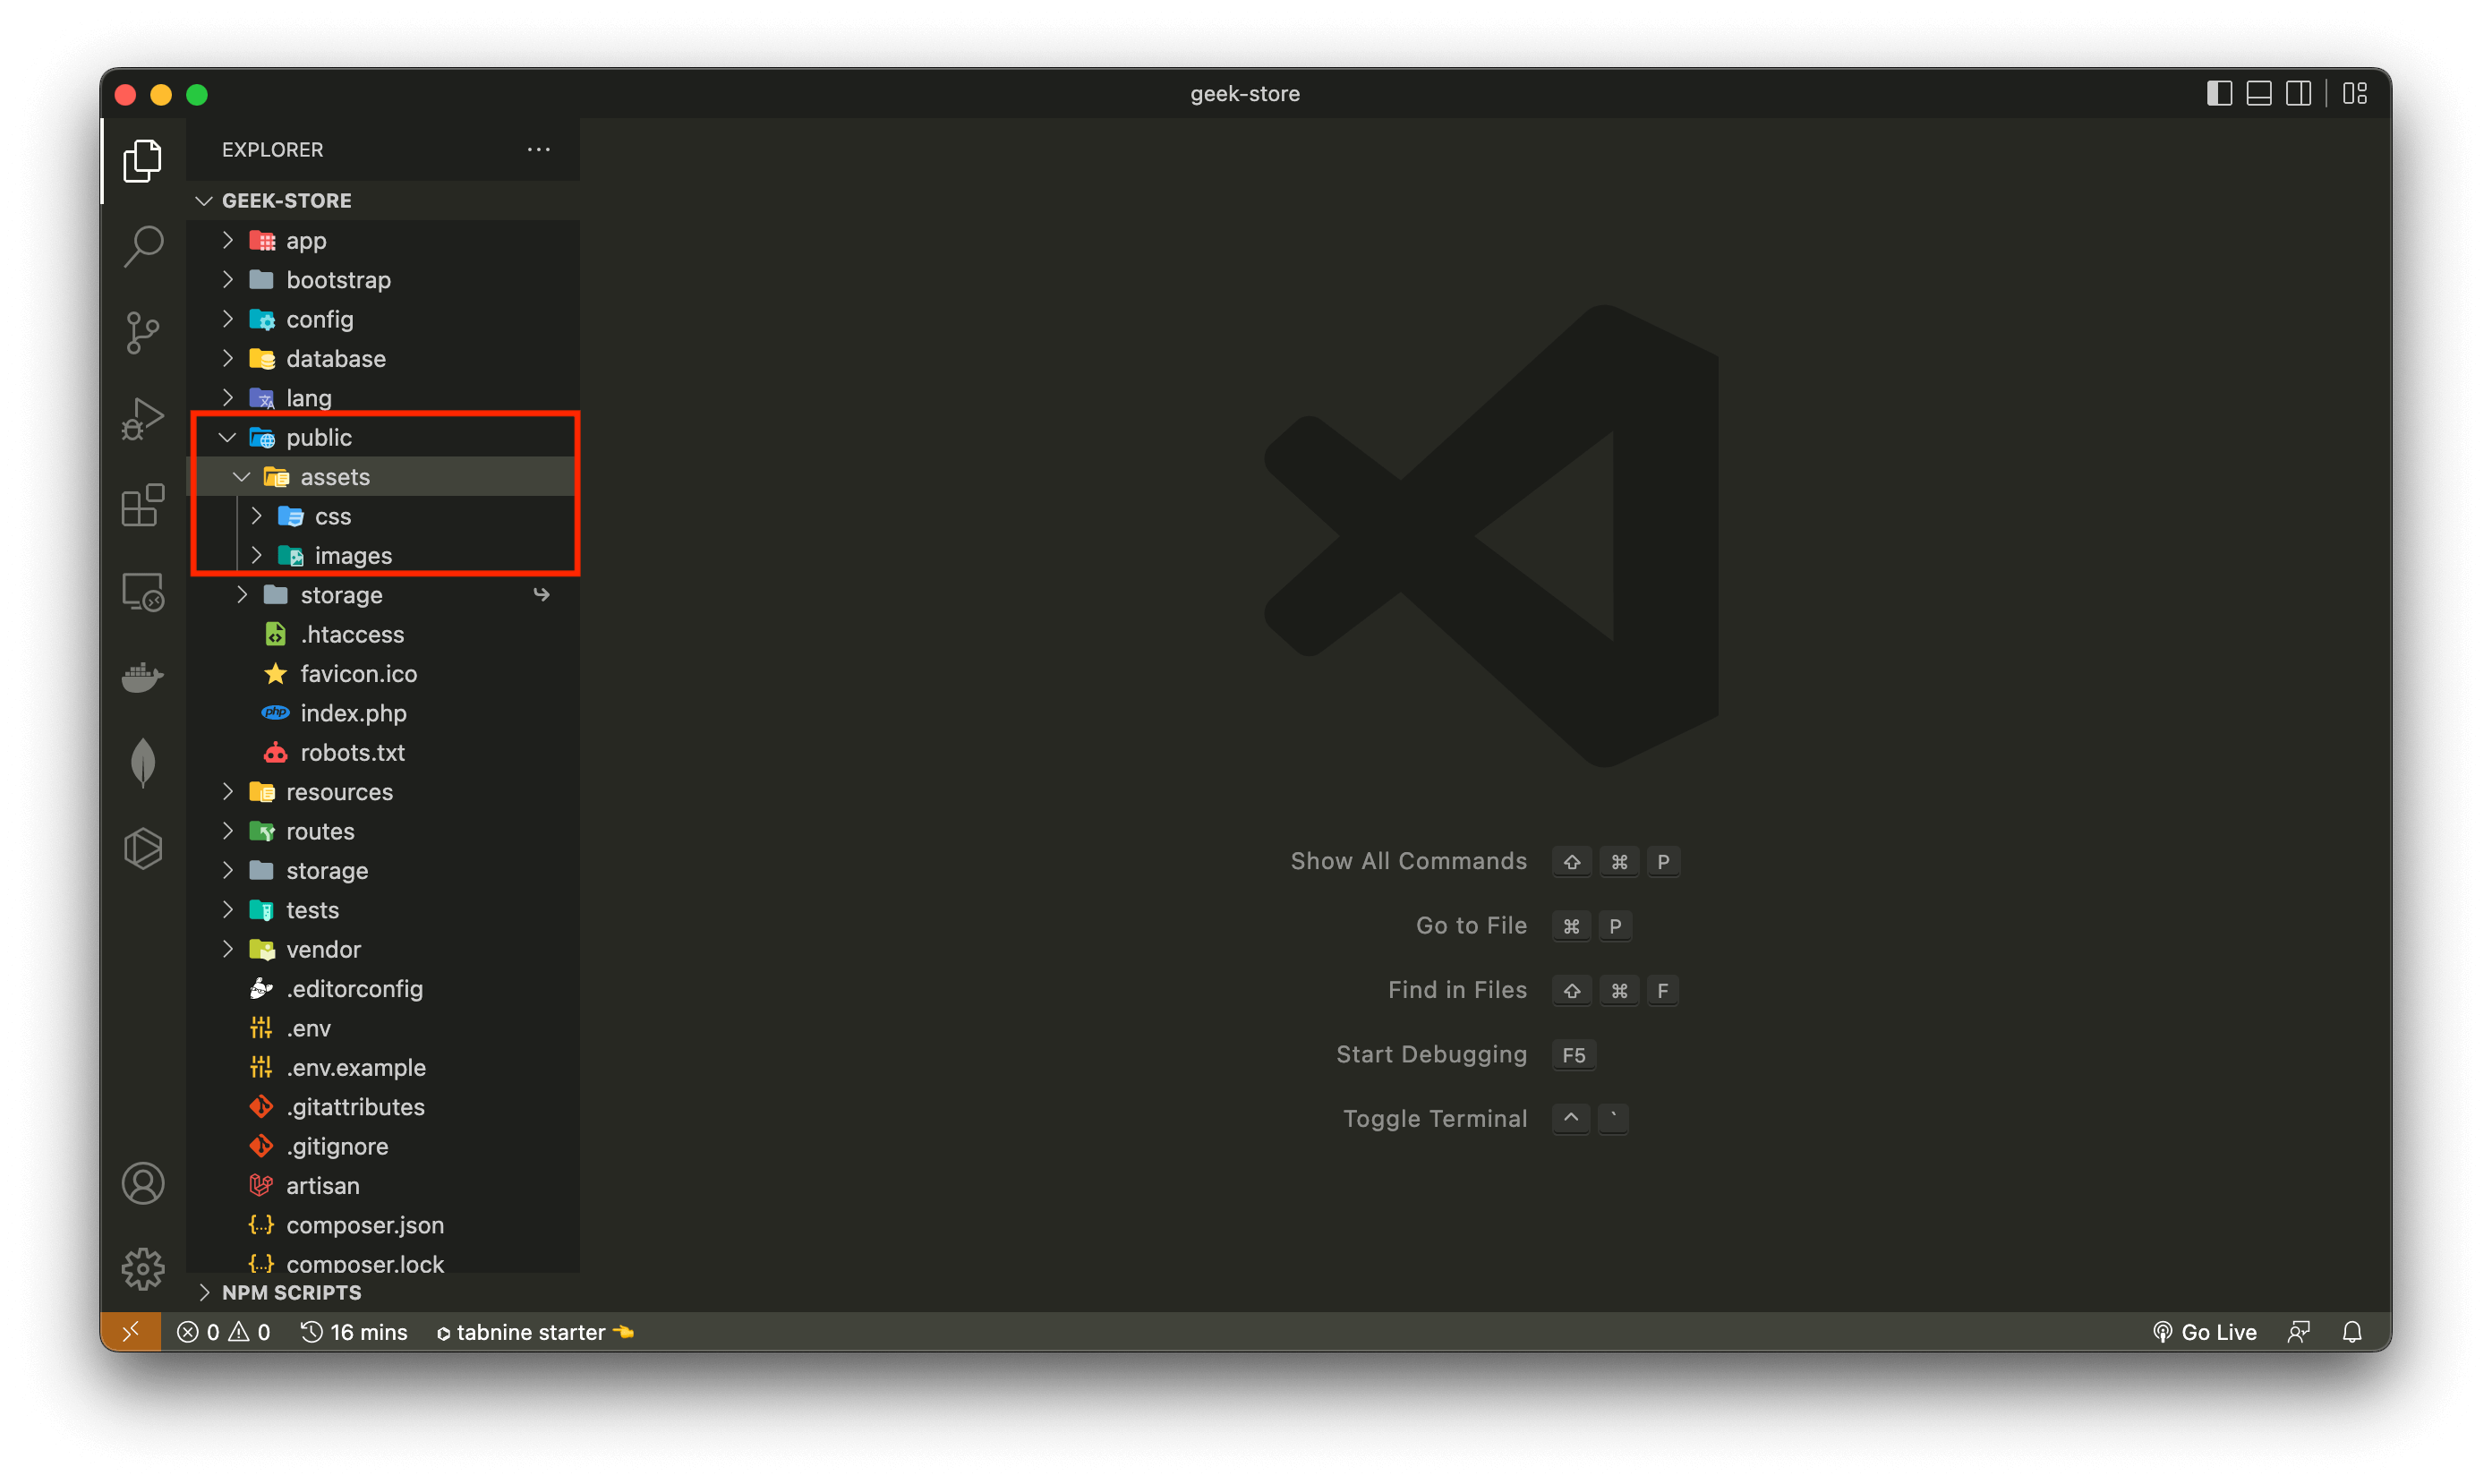 geek-store
EXPLORER
GEEK-STORE
app
bootstrap
config
database
lang
public
assets
css
images
storage
.htaccess
favicon.ico
php index.php
robots.txt
resources
routes
storage
tests
vendor
.editorconfig
.env
.env.example
.gitattributes
.gitignore
artisan
{...} composer.json
{...} composer.lock
NPM SCRIPTS
Show All Commands ⇧ ⌘ P
Go to File ⌘ P
Find in Files ⇧ ⌘ F
Start Debugging F5
Toggle Terminal ^ `
0 0 16 mins tabnine starter 👈 Go Live